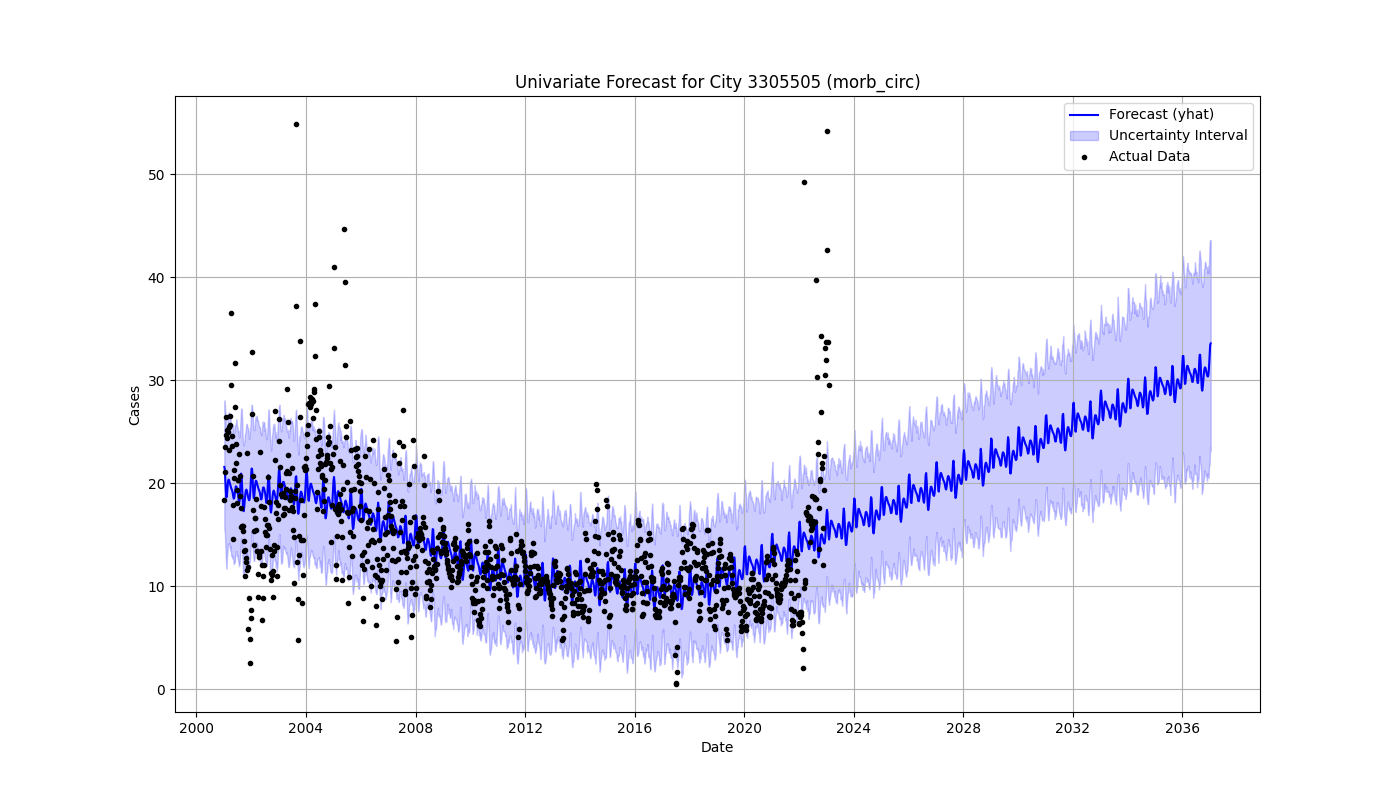 Univariate Forecast for City 3305505 (morb_circ)
Forecast (yhat)
Uncertainty Interval
Actual Data
Cases
50
40
30
20
10
0
2000 2004 2008 2012 2016 2020 2024 2028 2032 2036
Date